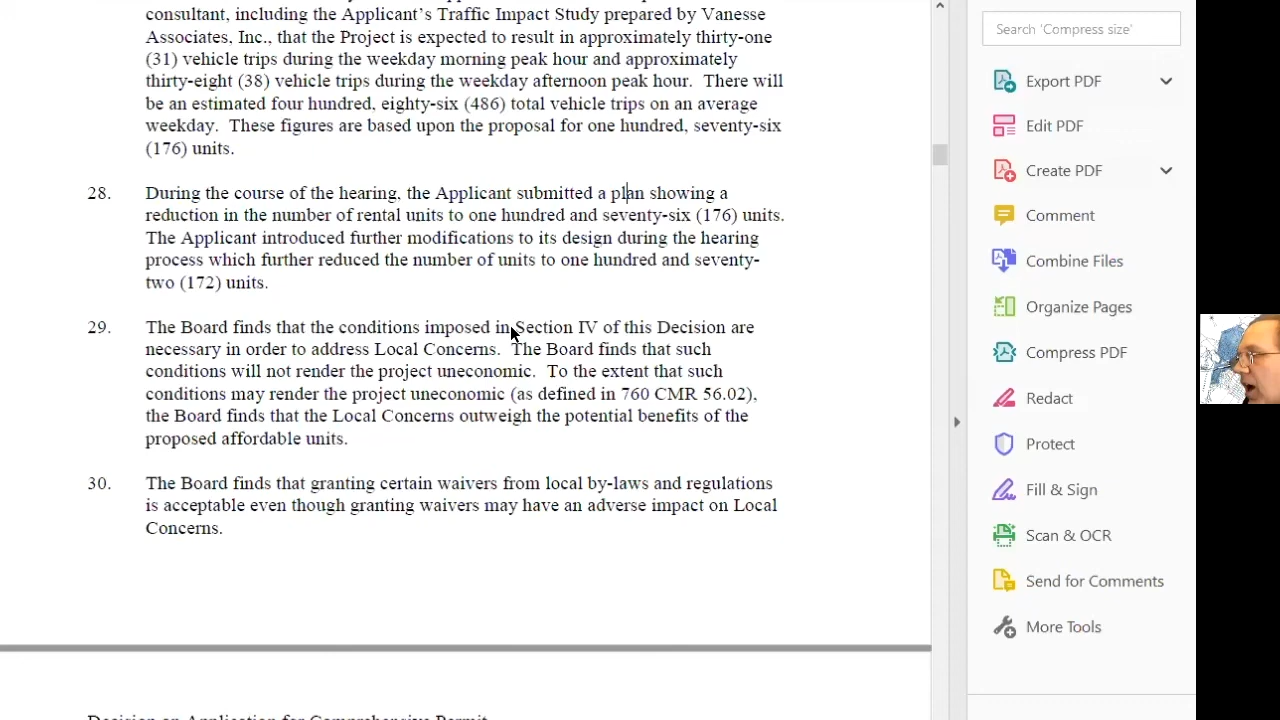 consultant, including the Applicant's Traffic Impact Study prepared by Vanesse
Associates, Inc., that the Project is expected to result in approximately thirty-one
(31) vehicle trips during the weekday morning peak hour and approximately
thirty-eight (38) vehicle trips during the weekday afternoon peak hour. There will
be an estimated four hundred, eighty-six (486) total vehicle trips on an average
weekday. These figures are based upon the proposal for one hundred, seventy-six
(176) units.
28. During the course of the hearing, the Applicant submitted a plan showing a
reduction in the number of rental units to one hundred and seventy-six (176) units.
The Applicant introduced further modifications to its design during the hearing
process which further reduced the number of units to one hundred and seventy-
two (172) units.
29. The Board finds that the conditions imposed in Section IV of this Decision are
necessary in order to address Local Concerns. The Board finds that such
conditions will not render the project uneconomic. To the extent that such
conditions may render the project uneconomic (as defined in 760 CMR 56.02),
the Board finds that the Local Concerns outweigh the potential benefits of the
proposed affordable units.
30. The Board finds that granting certain waivers from local by-laws and regulations
is acceptable even though granting waivers may have an adverse impact on Local
Concerns.
Decision on Application for Comprehensive Permit
Search 'Compress size'
Export PDF
Edit PDF
Create PDF
Comment
Combine Files
Organize Pages
Compress PDF
Redact
Protect
Fill & Sign
Scan & OCR
Send for Comments
More Tools